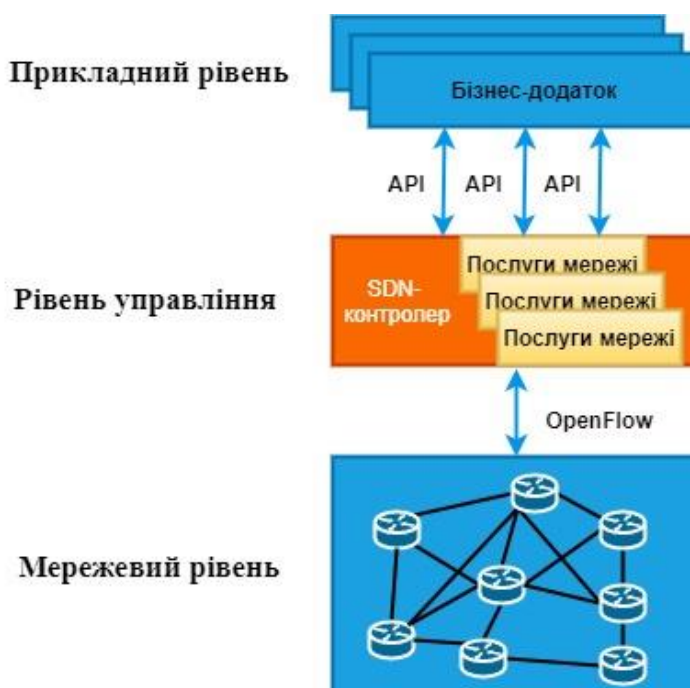 Прикладний рівень
Бізнес-додаток
API API API
Рівень управління
SDN-
контролер
Послуги мережі
Послуги мережі
Послуги мережі
OpenFlow
Мережевий рівень